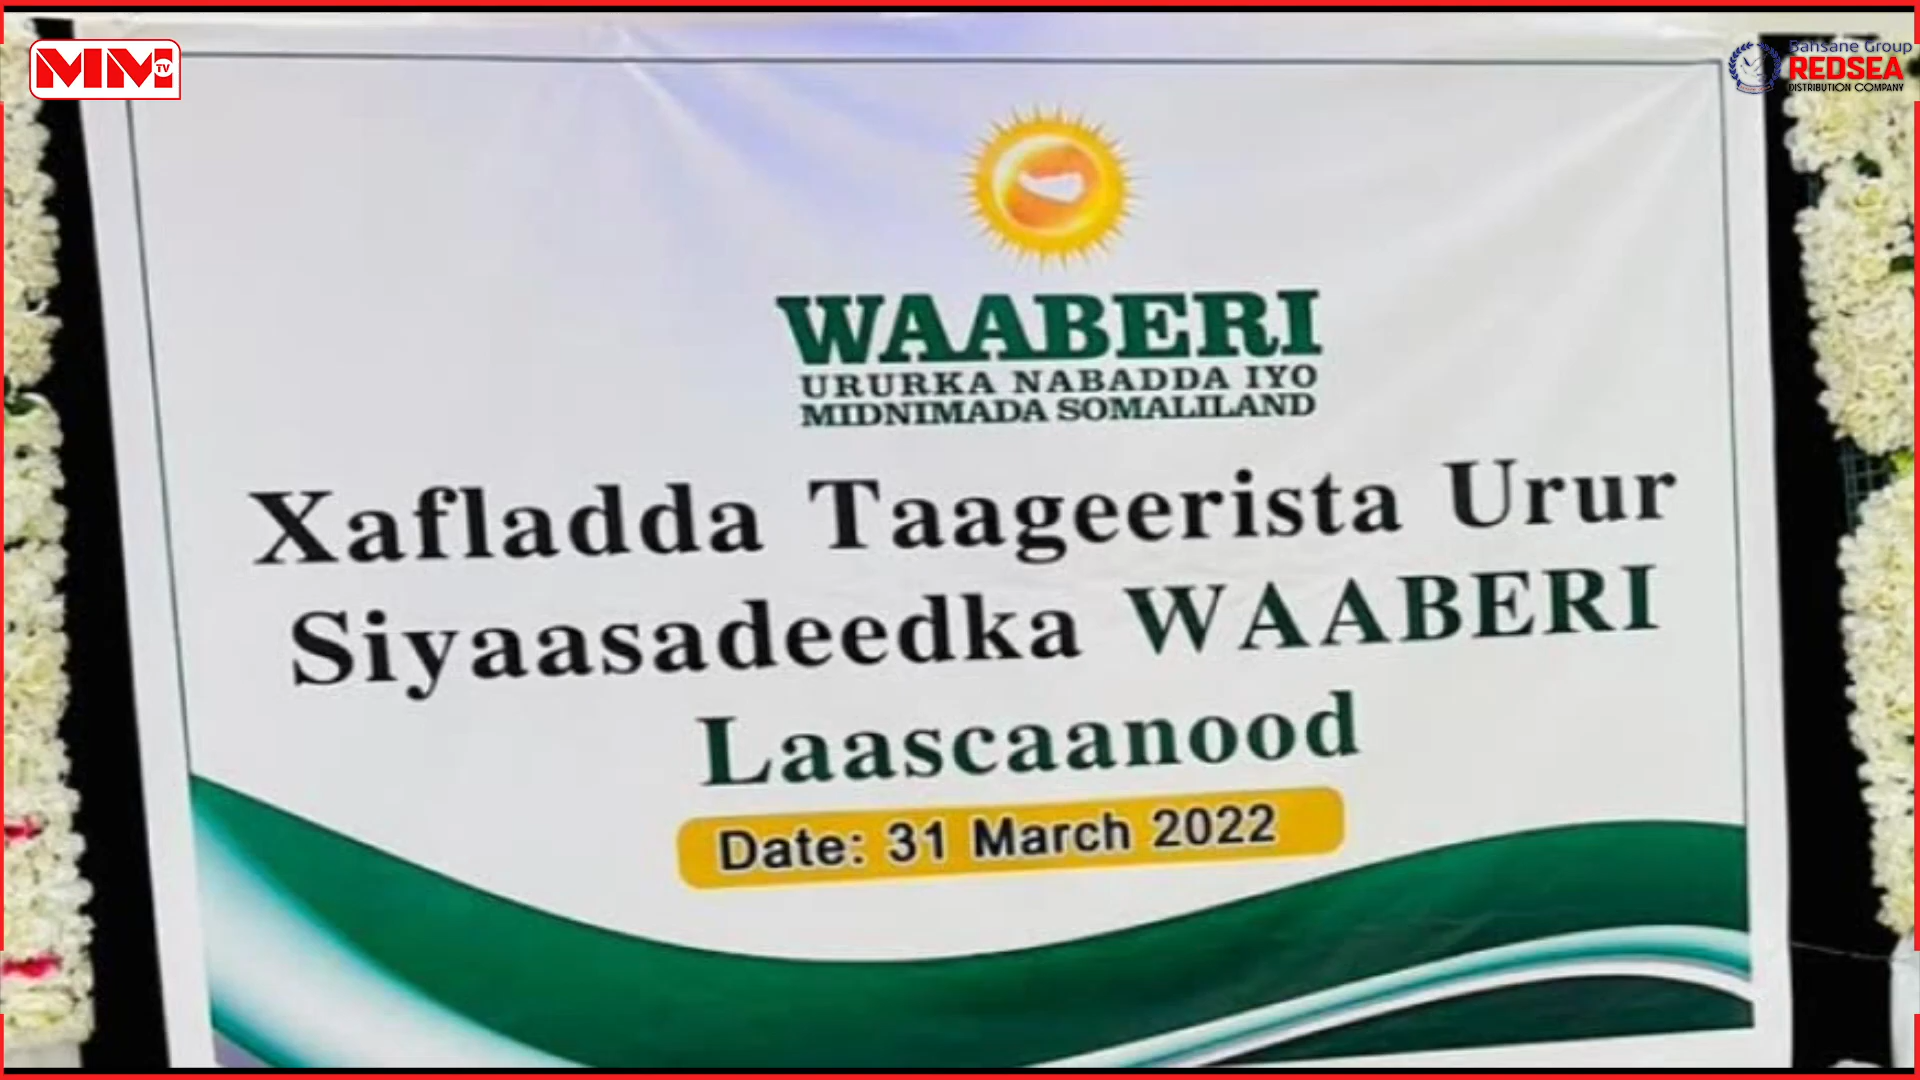 MM TV
Bahsane Group
REDSEA
DISTRIBUTION COMPANY
WAABERI
URURKA NABADDA IYO
MIDNIMADA SOMALILAND
Xafladda Taageerista Urur
Siyaasadeedka WAABERI
Laascaanood
Date: 31 March 2022